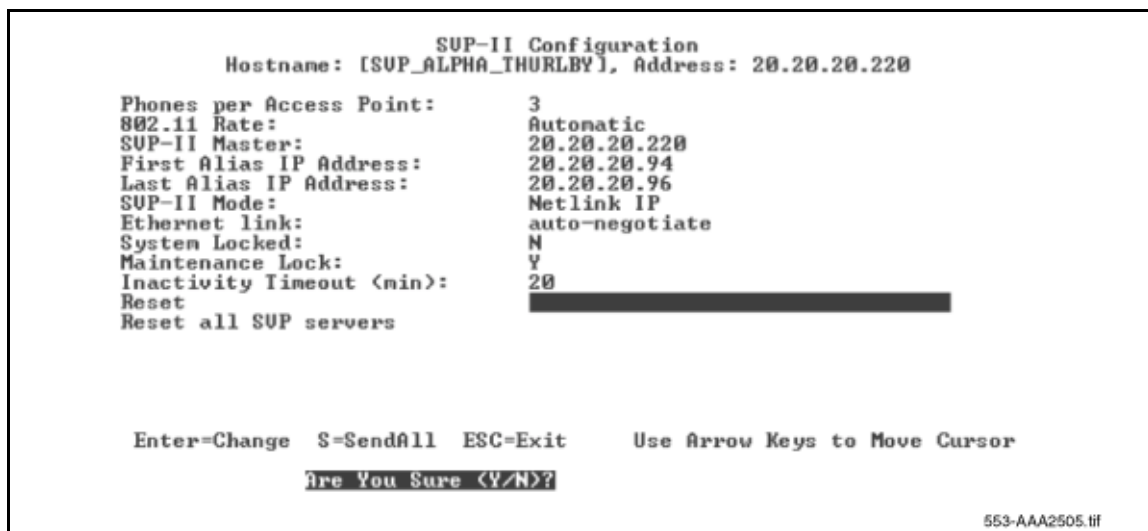 SVP-II Configuration
Hostname: [SVP_ALPHA_THURLBY], Address: 20.20.20.220
Phones per Access Point: 3
802.11 Rate: Automatic
SVP-II Master: 20.20.20.220
First Alias IP Address: 20.20.20.94
Last Alias IP Address: 20.20.20.96
SVP-II Mode: Netlink IP
Ethernet link: auto-negotiate
System Locked: N
Maintenance Lock: Y
Inactivity Timeout (min): 20
Reset
Reset all SVP servers
Enter=Change S=SendAll ESC=Exit Use Arrow Keys to Move Cursor
Are You Sure (Y/N)?
553-AAA2505.tif